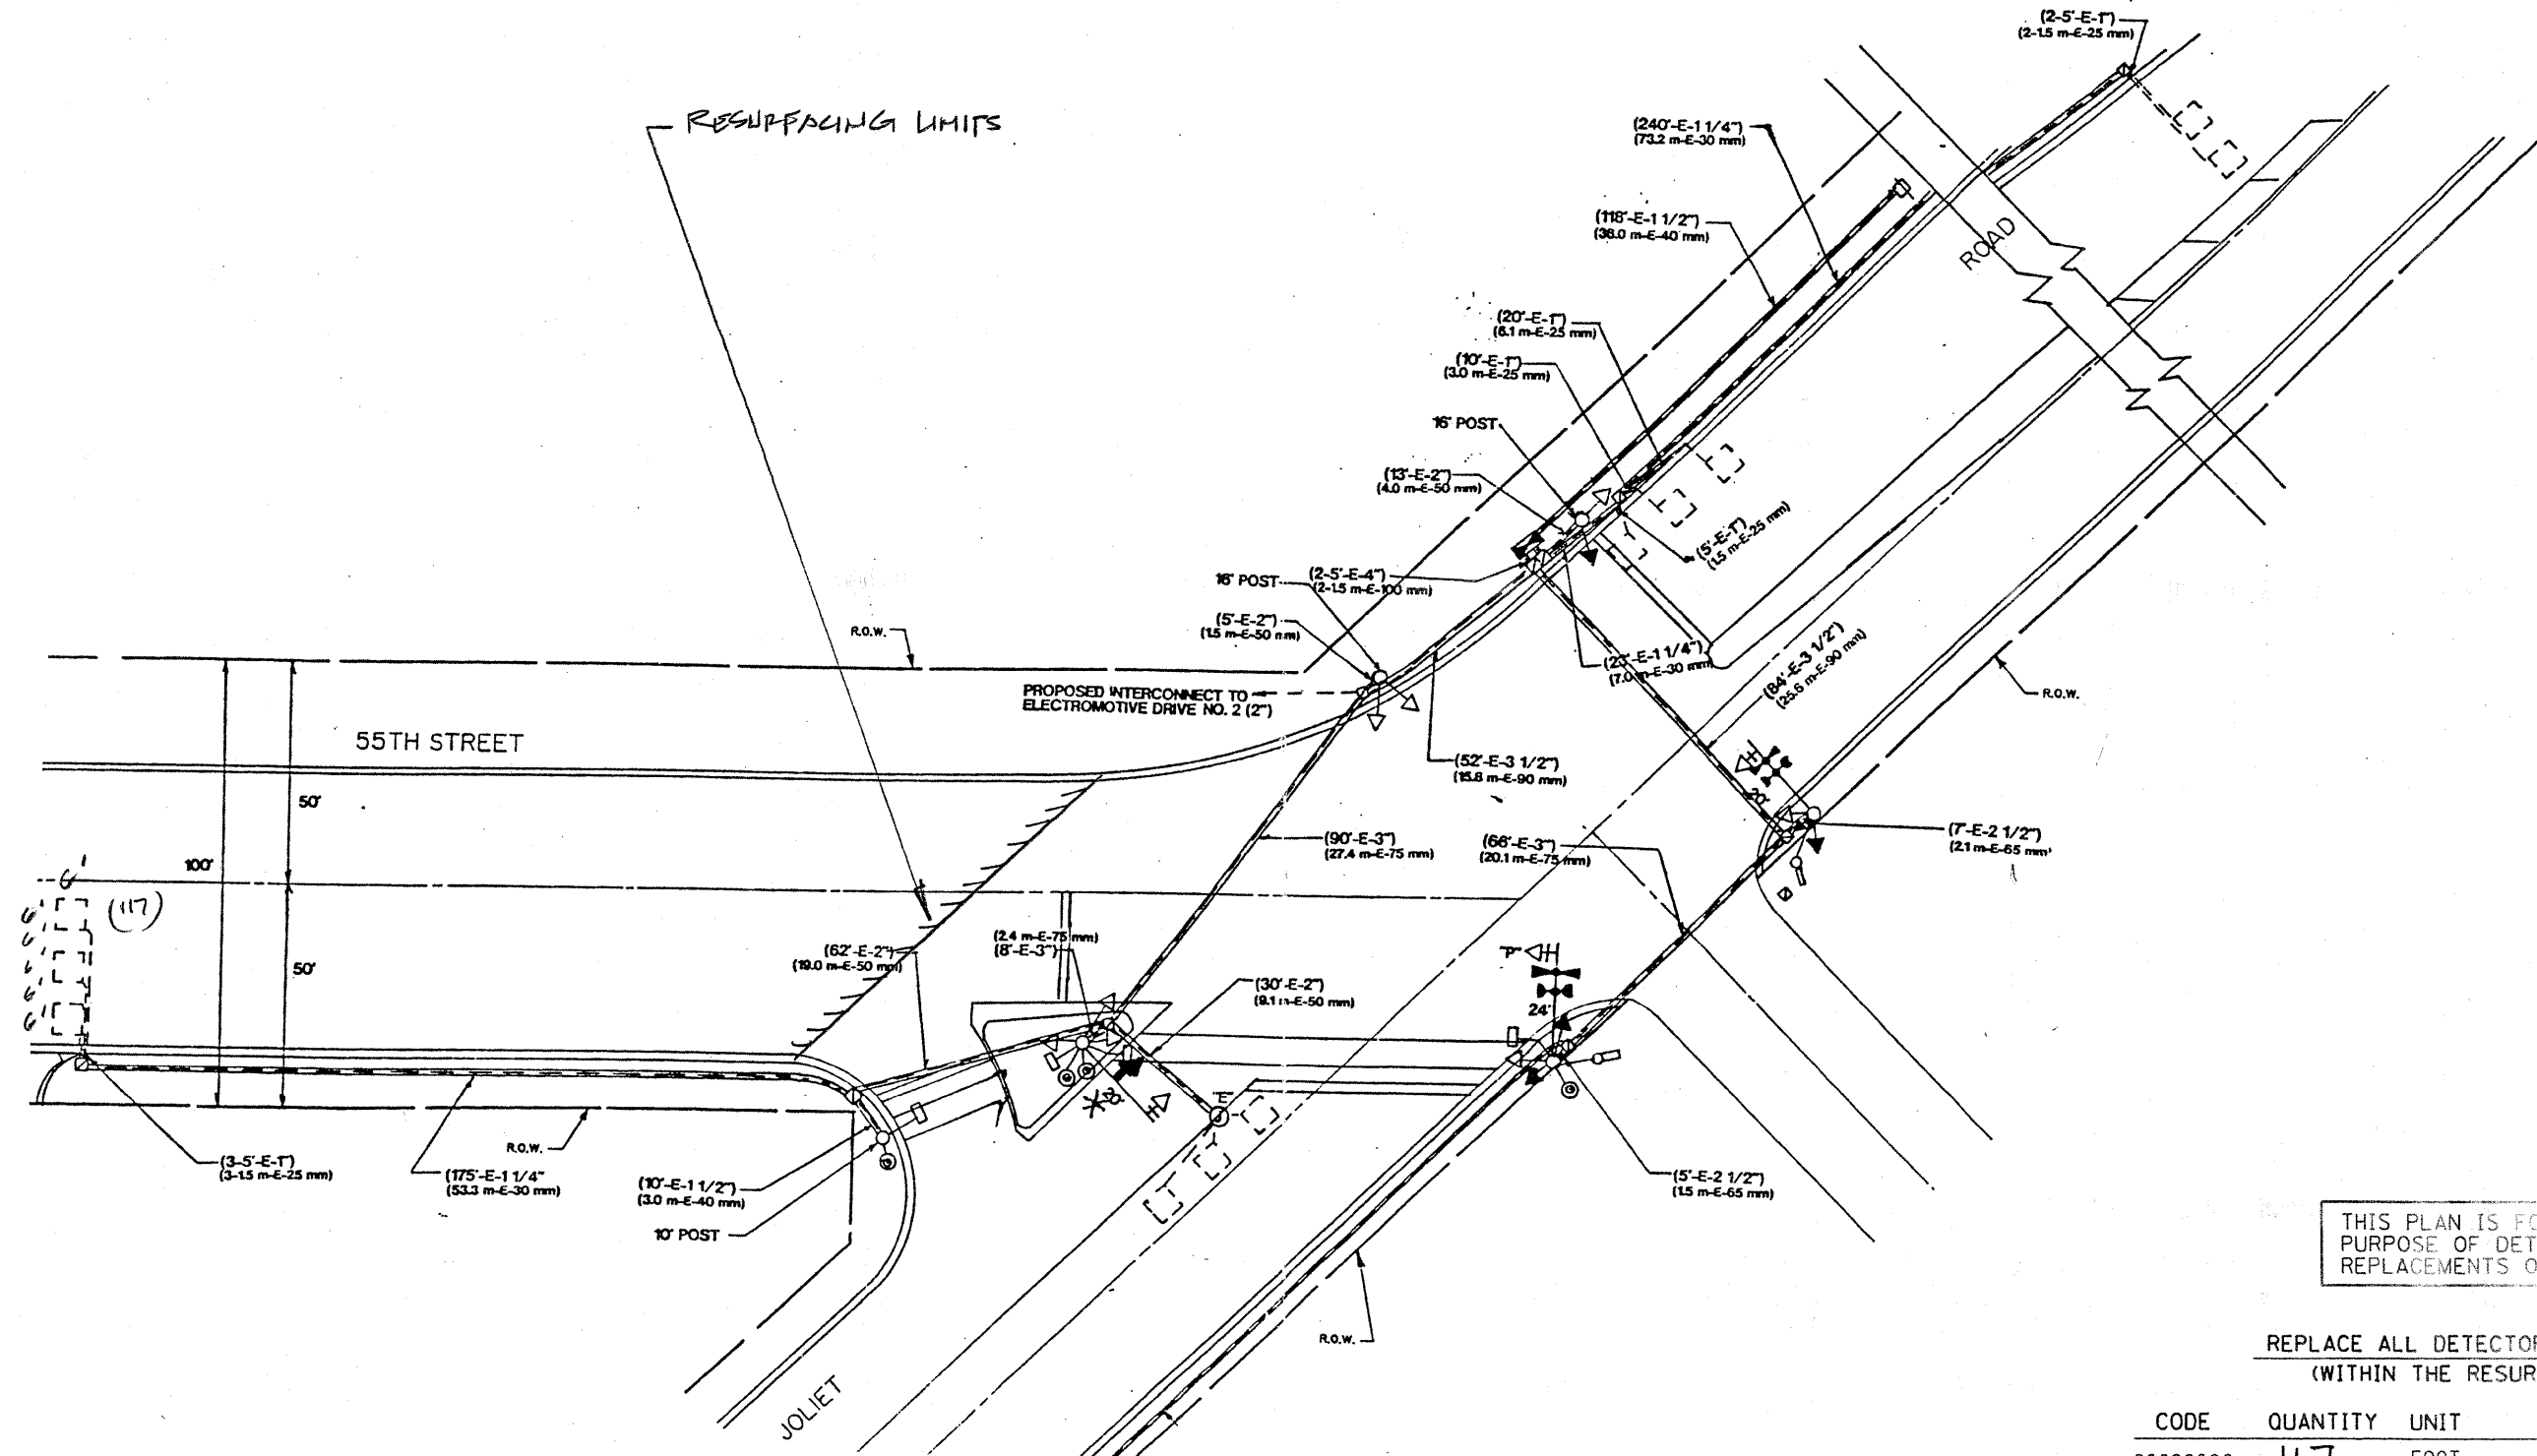 (2-5'-E-1")
(2-1.5 m-E-25 mm)
RESURFACING LIMITS
(240'-E-1 1/4")
(73.2 m-E-30 mm)
(118'-E-1 1/2")
(36.0 m-E-40 mm)
ROAD
(20'-E-1")
(6.1 m-E-25 mm)
(10'-E-1")
(3.0 m-E-25 mm)
16' POST
(13'-E-2")
(4.0 m-E-50 mm)
(5'-E-1")
(1.5 m-E-25 mm)
16' POST
(2-5'-E-4")
(2-1.5 m-E-100 mm)
(5'-E-2")
(1.5 m-E-50 mm)
R.O.W.
(23'-E-1 1/4")
(7.0 m-E-30 mm)
(84'-E-3 1/2")
(25.6 m-E-90 mm)
R.O.W.
PROPOSED INTERCONNECT TO
ELECTROMOTIVE DRIVE NO. 2 (2")
55TH STREET
(52'-E-3 1/2")
(15.8 m-E-90 mm)
50'
20'
(7'-E-2 1/2")
(2.1 m-E-65 mm)
(90'-E-3")
(27.4 m-E-75 mm)
(66'-E-3")
(20.1 m-E-75 mm)
100'
6'
(117)
6'
6'
6'
6'
6'
50'
(2.4 m-E-75 mm)
(8'-E-3")
(62'-E-2")
(19.0 m-E-50 mm)
"P"
24'
(30'-E-2")
(9.1 m-E-50 mm)
20'
"E"
R.O.W.
(3-5'-E-1")
(3-1.5 m-E-25 mm)
(175'-E-1 1/4"
(53.3 m-E-30 mm)
(10'-E-1 1/2")
(3.0 m-E-40 mm)
10' POST
(5'-E-2 1/2")
(1.5 m-E-65 mm)
THIS PLAN IS FO
PURPOSE OF DET
REPLACEMENTS O
R.O.W.
REPLACE ALL DETECTOR
(WITHIN THE RESUR
JOLIET
CODE QUANTITY UNIT